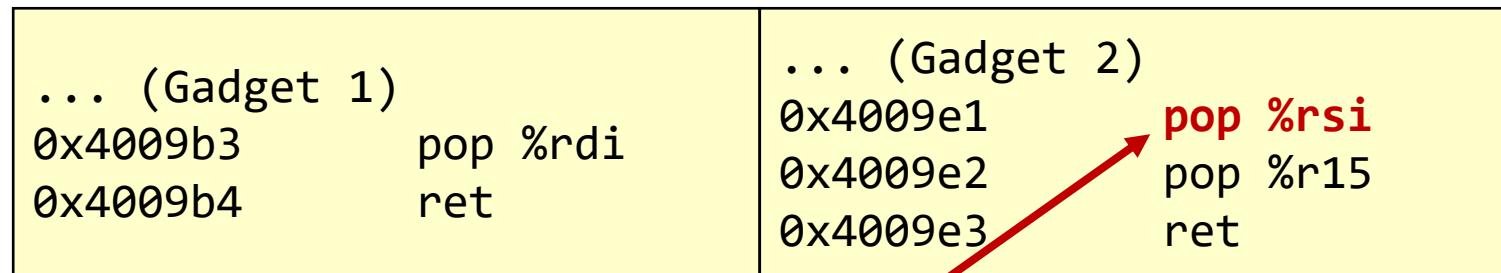 ... (Gadget 1)
0x4009b3 pop %rdi
0x4009b4 ret
... (Gadget 2)
0x4009e1 pop %rsi
0x4009e2 pop %r15
0x4009e3 ret